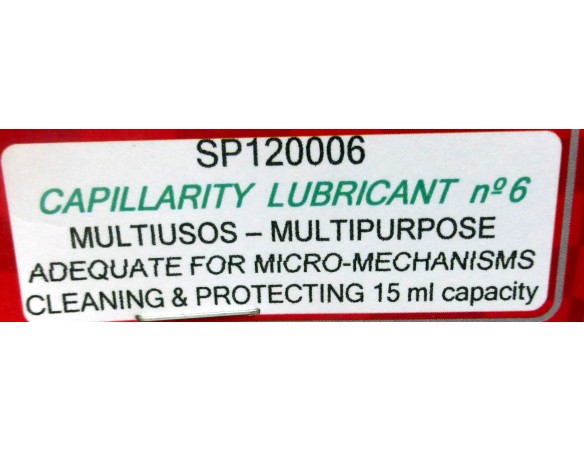 SP120006
CAPILLARITY LUBRICANT nº6
MULTIUSOS – MULTIPURPOSE
ADEQUATE FOR MICRO-MECHANISMS
CLEANING & PROTECTING 15 ml capacity